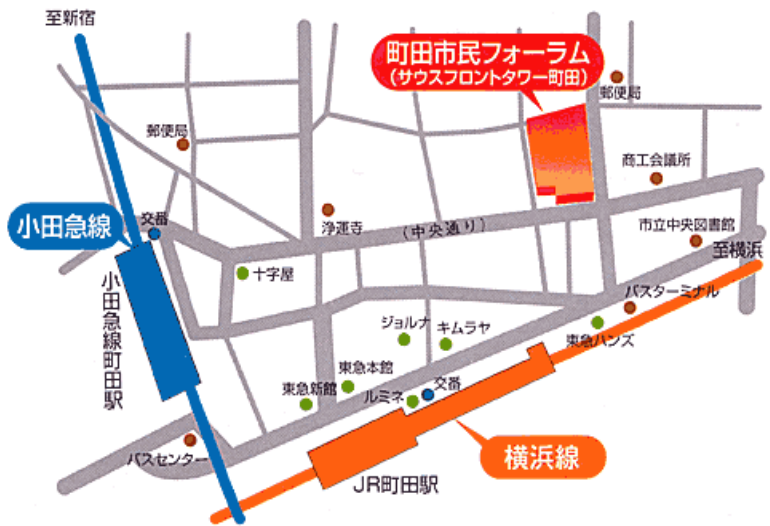 至新宿
町田市民フォーラム
(サウスフロントタワー町田)
郵便局
郵便局
商工会議所
交番
浄運寺
(中央通り)
市立中央図書館
小田急線
至横浜
十字屋
小田急線町田駅
バスターミナル
ジョルナ
キムラヤ
東急ハンズ
東急本館
東急新館
ルミネ
交番
バスセンター
横浜線
JR町田駅